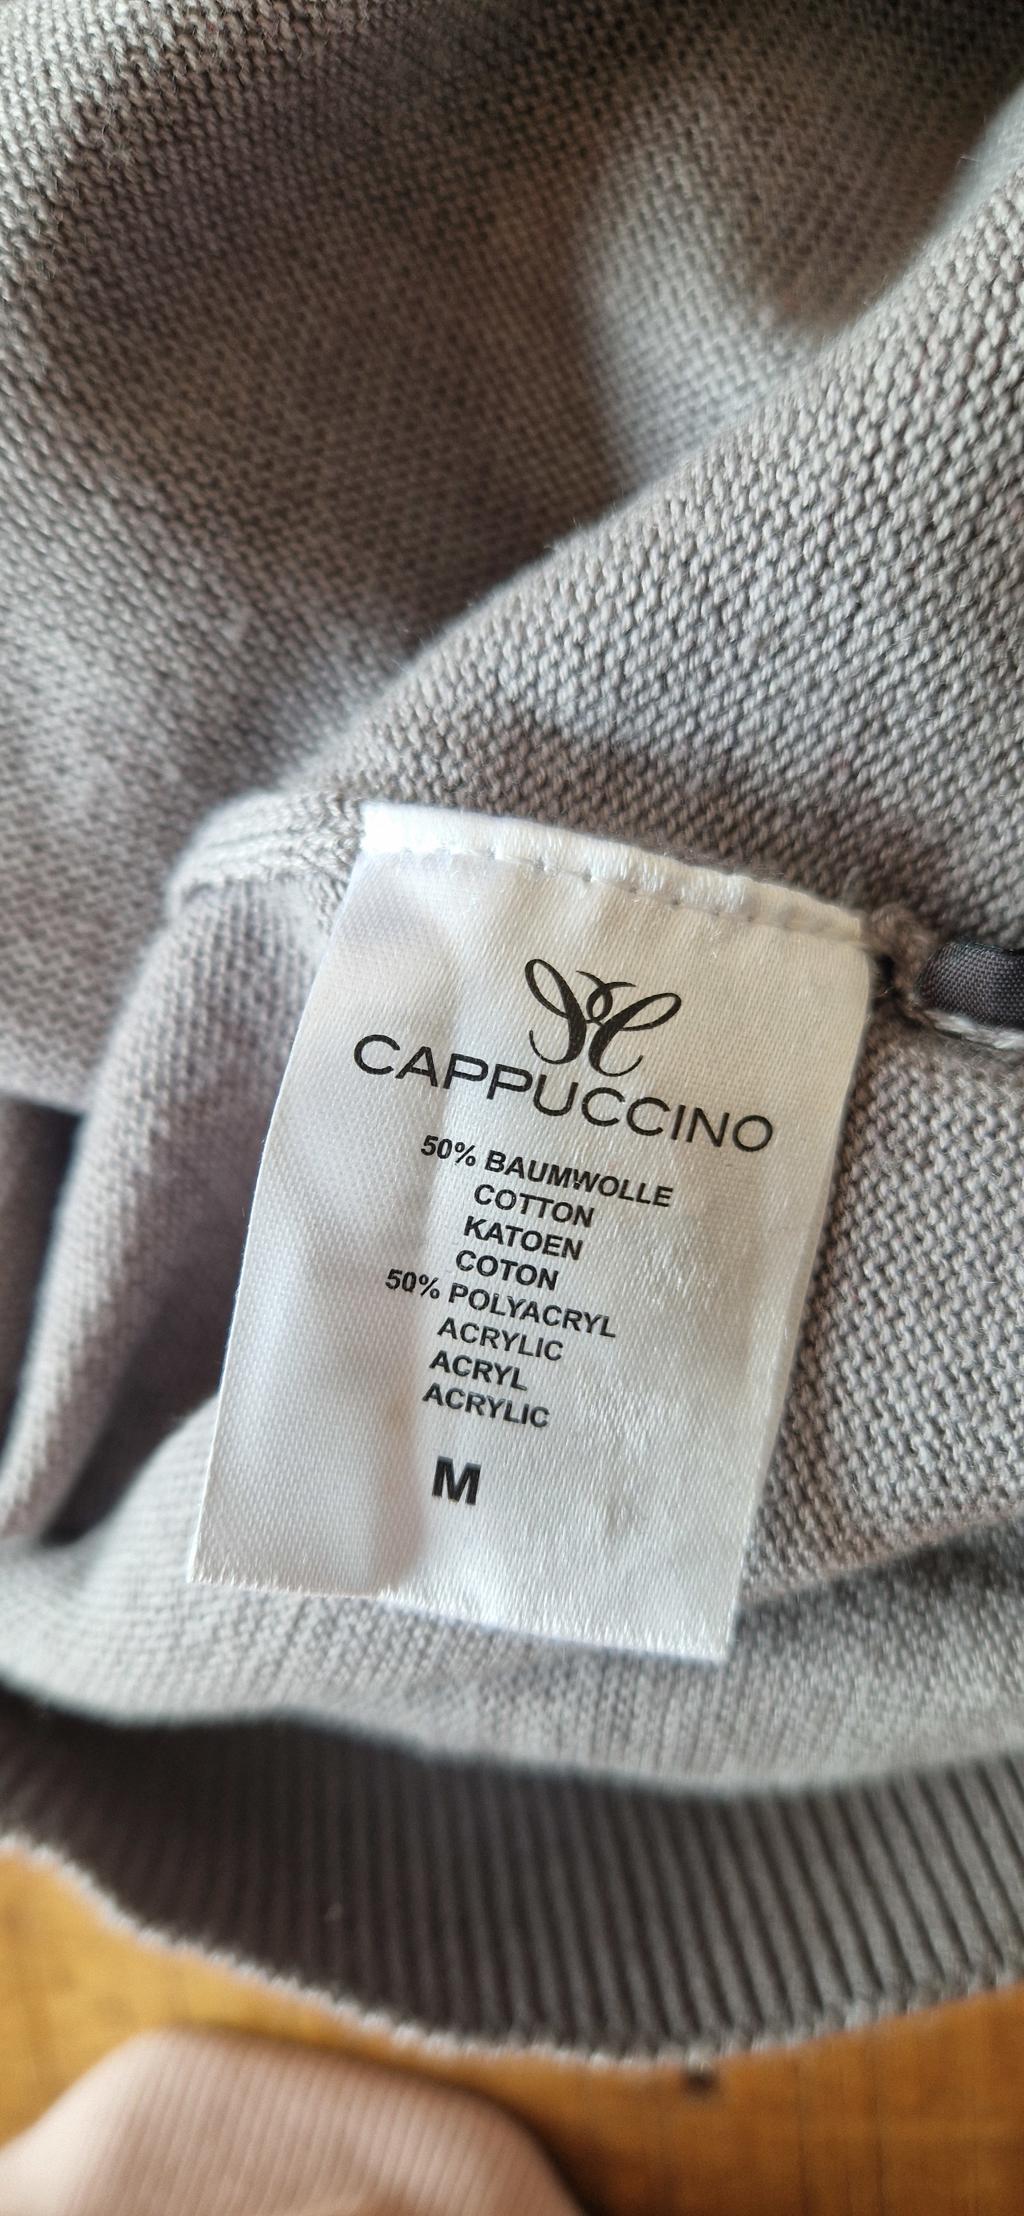 CAPPUCCINO
50% BAUMWOLLE
COTTON
KATOEN
COTON
50% POLYACRYL
ACRYLIC
ACRYL
ACRYLIC
M